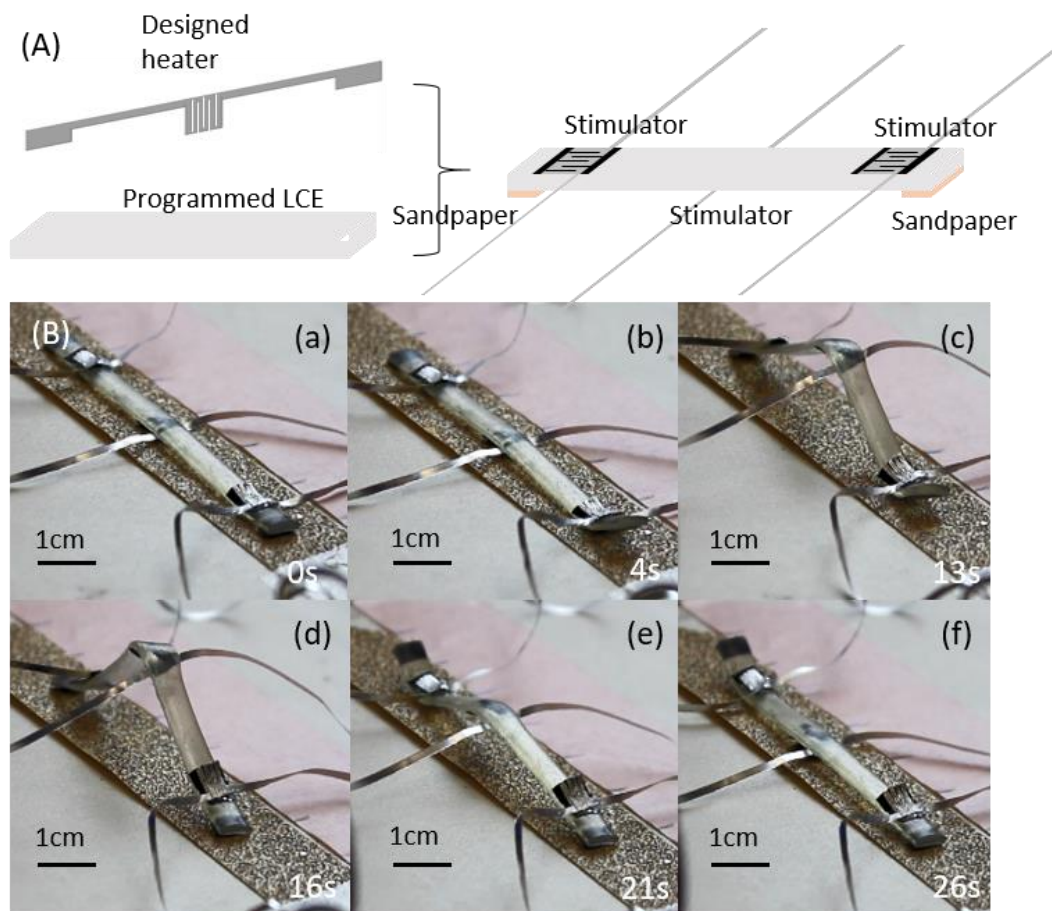 (A)
Designed
heater
Programmed LCE
Stimulator
Stimulator
Sandpaper
Stimulator
Sandpaper
(B)
(a)
1cm
0s
(b)
1cm
4s
(c)
1cm
13s
(d)
1cm
16s
(e)
1cm
21s
(f)
1cm
26s